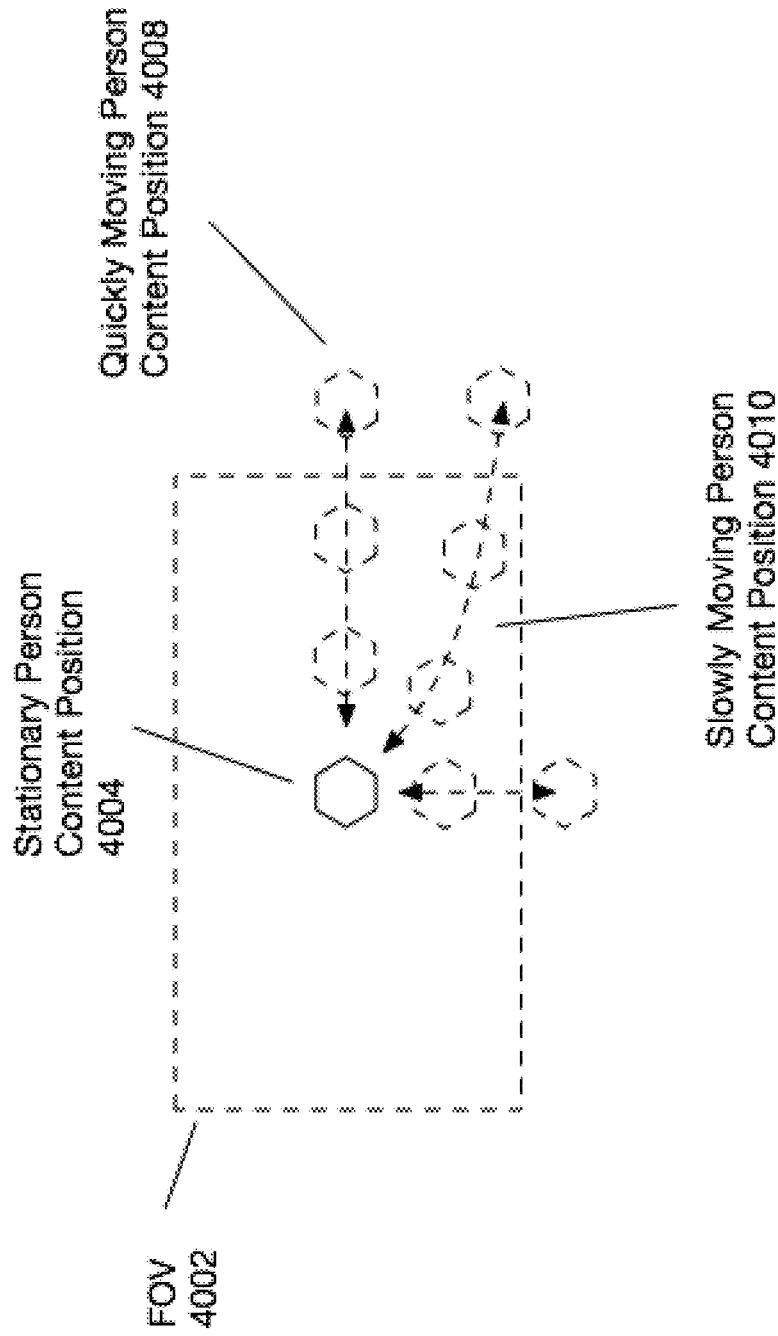 FOV
4002
Stationary Person
Content Position
4004
Quickly Moving Person
Content Position 4008
Slowly Moving Person
Content Position 4010